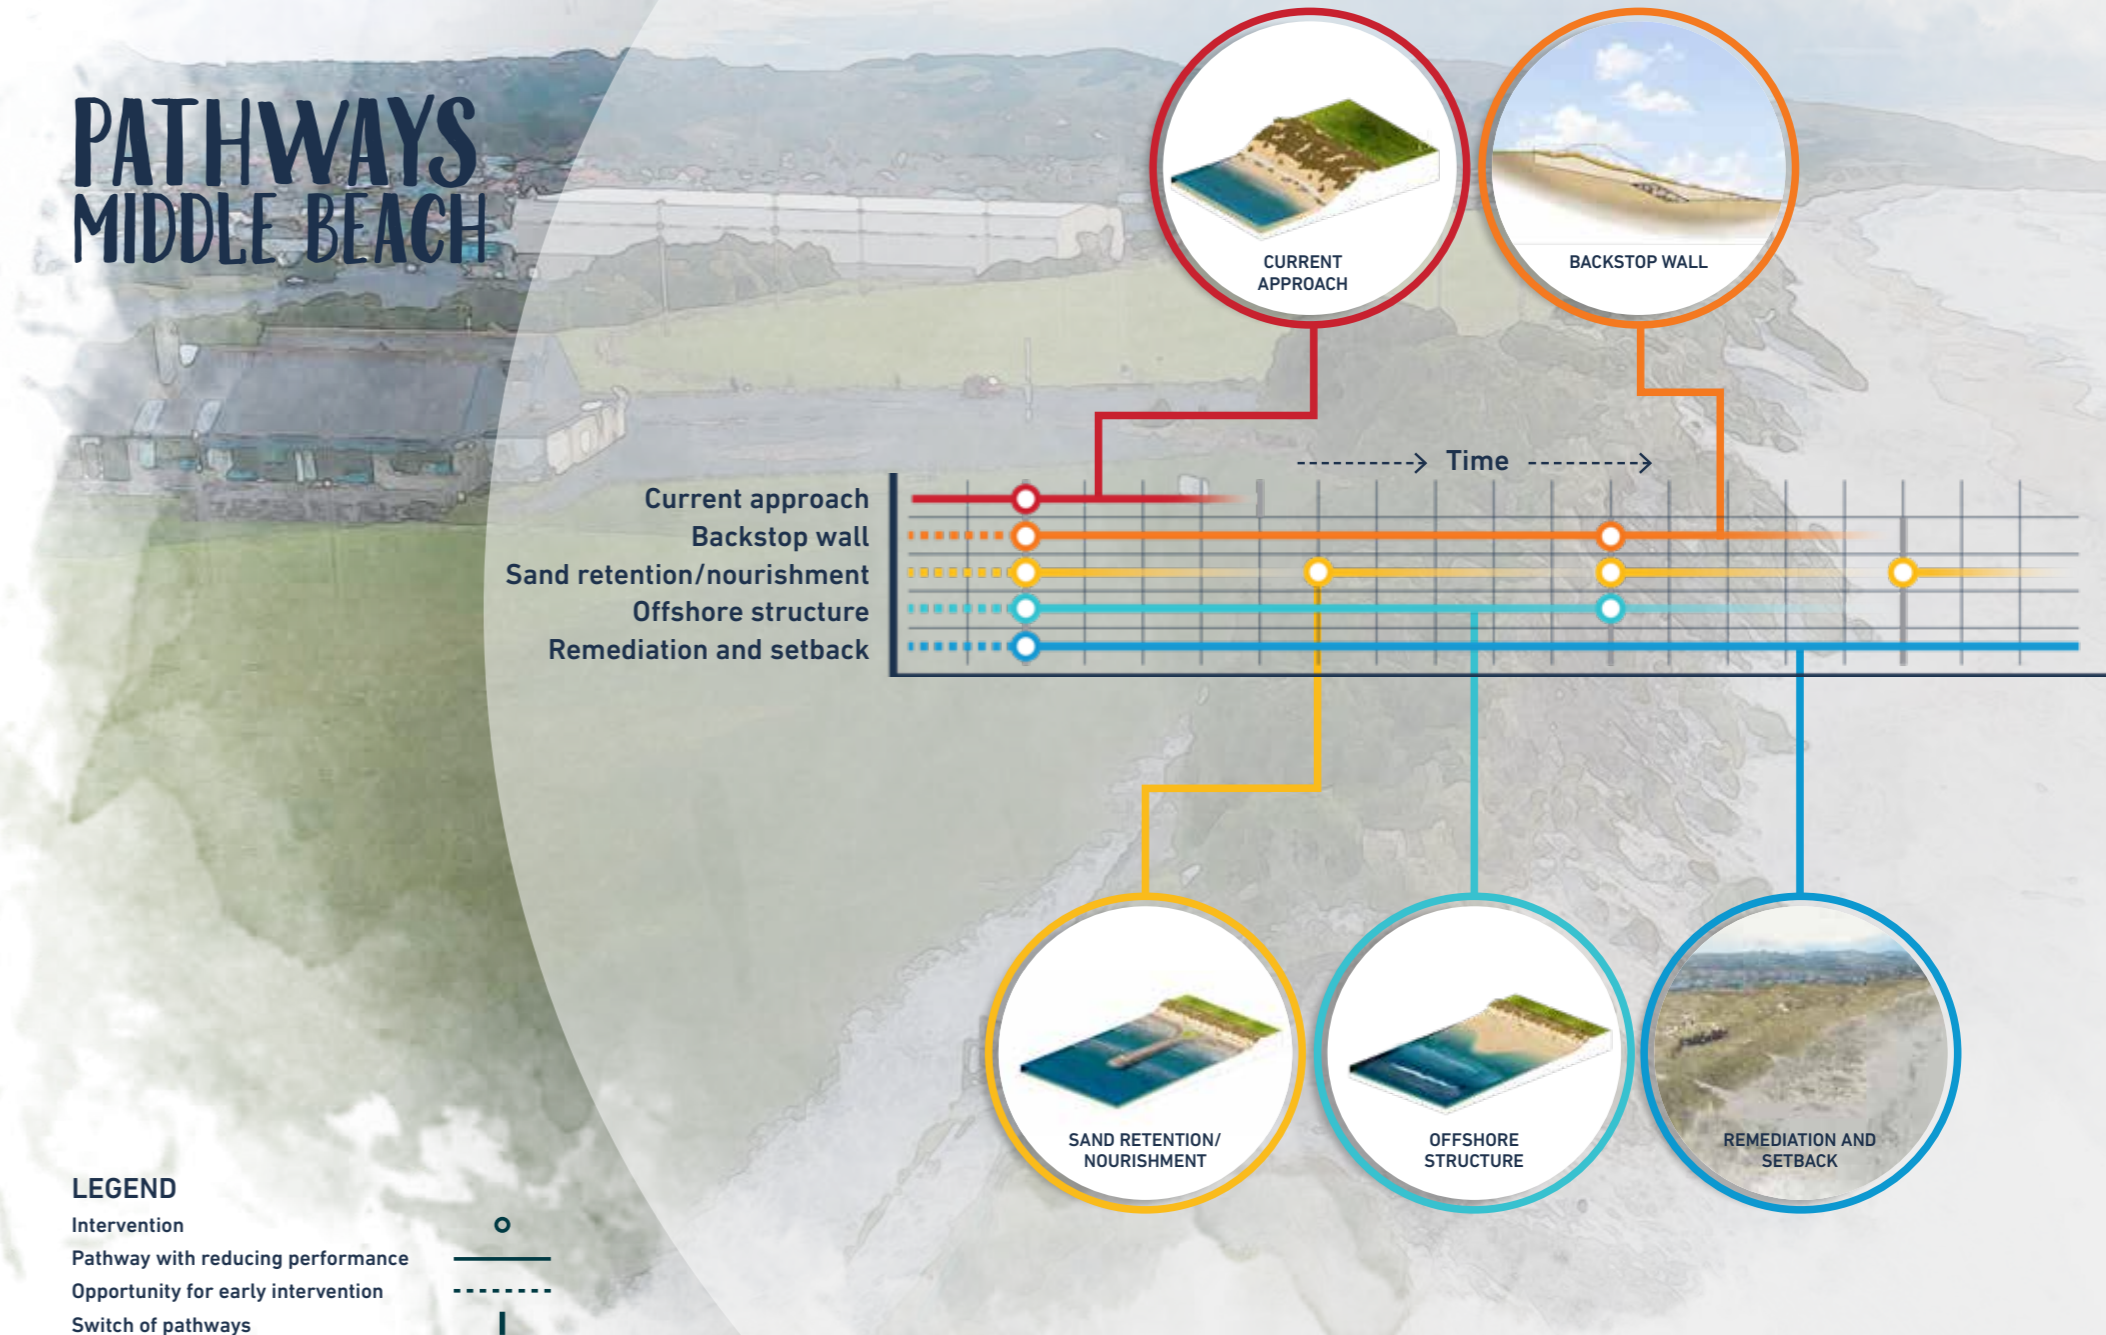 PATHWAYS
MIDDLE BEACH
CURRENT
APPROACH
BACKSTOP WALL
Time
Current approach
Backstop wall
Sand retention/nourishment
Offshore structure
Remediation and setback
SAND RETENTION/
NOURISHMENT
OFFSHORE
STRUCTURE
REMEDIATION AND
SETBACK
LEGEND
Intervention
Pathway with reducing performance
Opportunity for early intervention
Switch of pathways